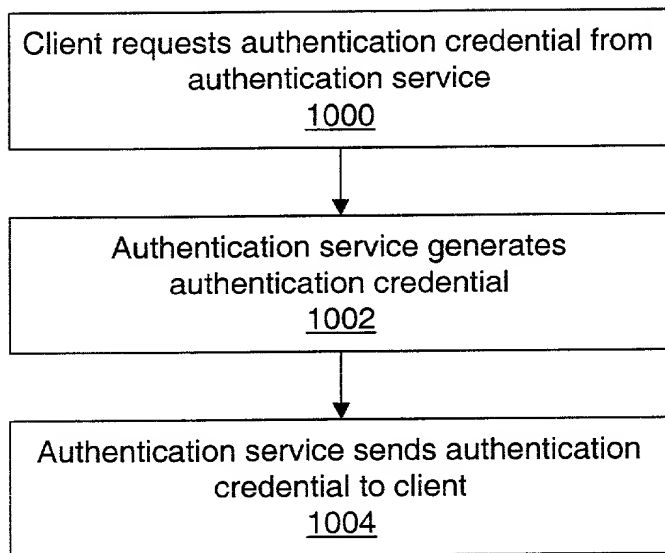 Client requests authentication credential from
authentication service
1000
Authentication service generates
authentication credential
1002
Authentication service sends authentication
credential to client
1004